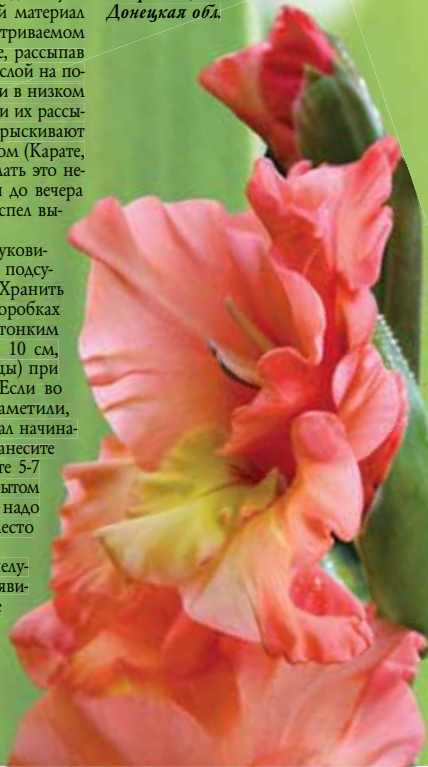 Донецкая обл.
й материал
триваемом
е, рассыпав
слой на по-
и в низком
и их рассы-
рыскивают
ом (Карате,
лать это не-
и до вечера
спел вы-
укови-
подсу-
Хранить
оробках
тонким
10 см,
цы) при
Если во
аметили,
ал начина-
анесите
те 5-7
ытом
надо
место
елу-
яви-
е